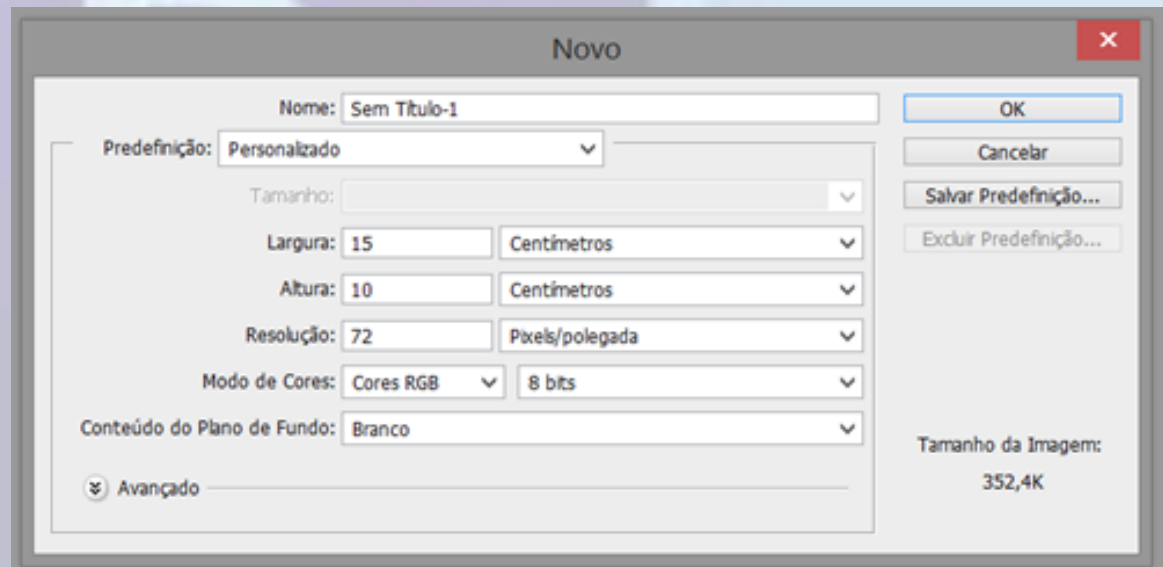 Novo
Nome: Sem Título-1
OK
Predefinição: Personalizado
Cancelar
Tamanho:
Salvar Predefinição...
Largura: 15 Centímetros
Excluir Predefinição...
Altura: 10 Centímetros
Resolução: 72 Pixels/polegada
Modo de Cores: Cores RGB 8 bits
Conteúdo do Plano de Fundo: Branco
Tamanho da Imagem:
352,4K
Avançado